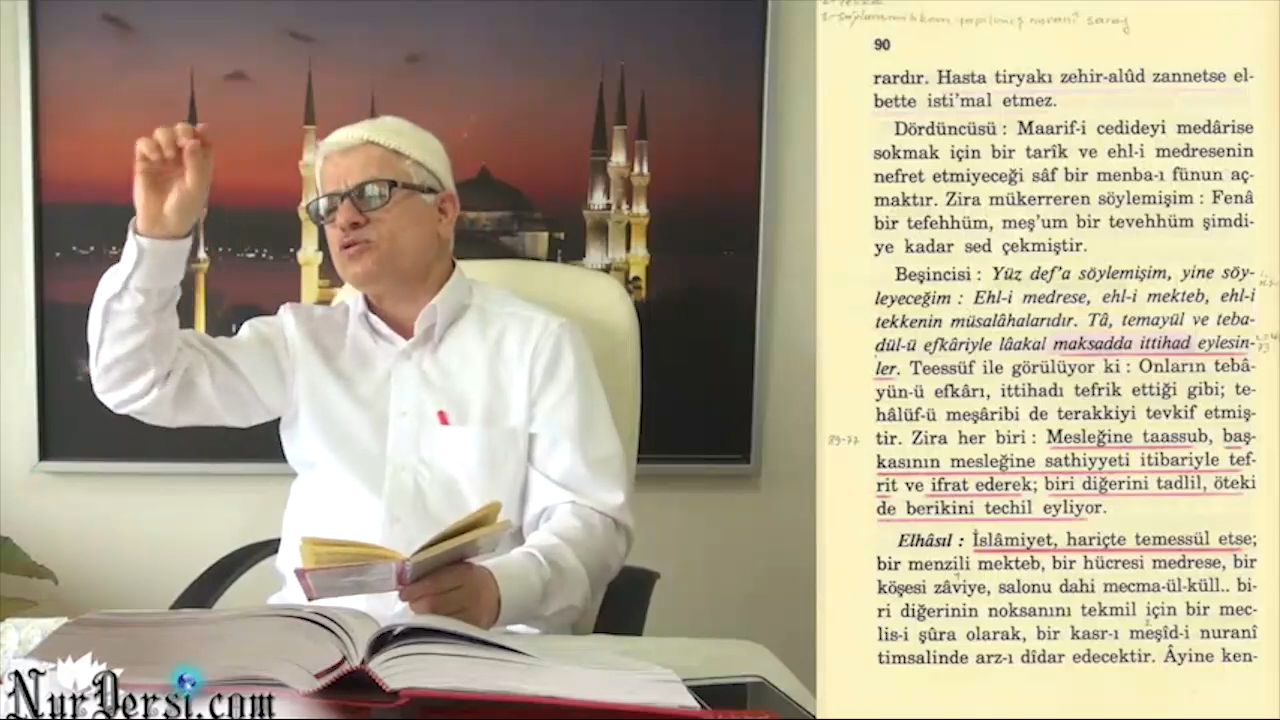 90
rardır. Hasta tiryakı zehir-alûd zannetse el-
bette isti'mal etmez.
Dördüncüsü : Maarif-i cedideyi medârise
sokmak için bir tarîk ve ehl-i medresenin
nefret etmiyeceği sâf bir menba-ı fünun aç-
maktır. Zira mükerreren söylemişim : Fenâ
bir tefehhüm, meş'um bir tevehhüm şimdi-
ye kadar sed çekmiştir.
Beşincisi : Yüz def'a söylemişim, yine söy-
leyeceğim : Ehl-i medrese, ehl-i mekteb, ehl-i
tekkenin müsalâhalarıdır. Tâ, temayül ve teba-
dül-ü efkâriyle lâakal maksadda ittihad eylesin-
ler. Teessüf ile görülüyor ki : Onların tebâ-
yün-ü efkârı, ittihadı tefrik ettiği gibi; te-
hâlüf-ü meşâribi de terakkiyi tevkif etmiş-
tir. Zira her biri : Mesleğine taassub, baş-
89-77
kasının mesleğine sathiyyeti itibariyle tef-
rit ve ifrat ederek; biri diğerini tadlil, öteki
de berikini techil eyliyor.
Elhâsıl : İslâmiyet, hariçte temessül etse;
bir menzili mekteb, bir hücresi medrese, bir
köşesi zâviye, salonu dahi mecma-ül-küll.. bi-
ri diğerinin noksanını tekmil için bir mec-
lis-i şûra olarak, bir kasr-ı meşîd-i nuranî
timsalinde arz-ı dîdar edecektir. Âyine ken-
NurDersi.com